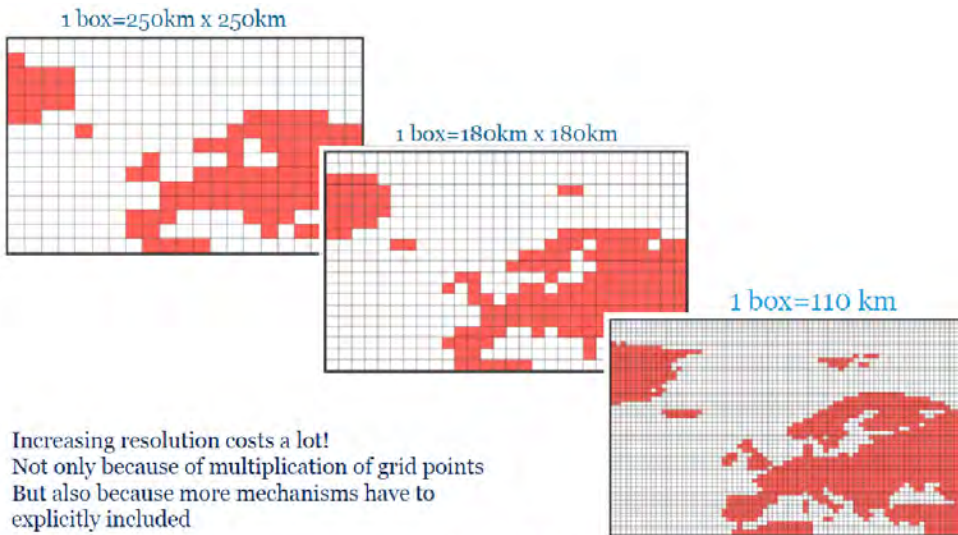 1 box=250km x 250km
1 box=180km x 180km
1 box=110 km
Increasing resolution costs a lot!
Not only because of multiplication of grid points
But also because more mechanisms have to
explicitly included